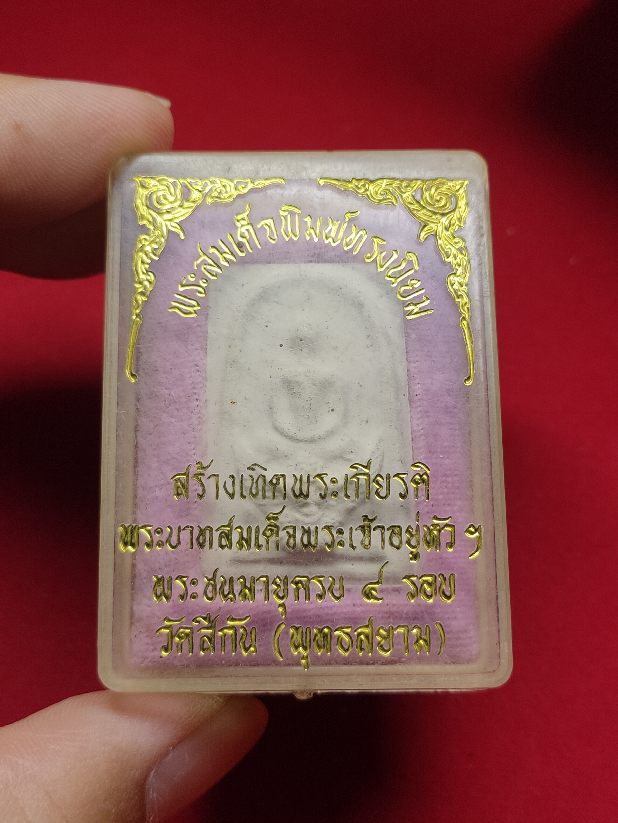 พระสมเด็จพิมพ์ทรงนิยม
สร้างเทิดพระเกียรติ
พระบาทสมเด็จพระเจ้าอยู่หัว ฯ
พระชนมายุครบ ๔ รอบ
วัดสีกัน (พุทธสยาม)